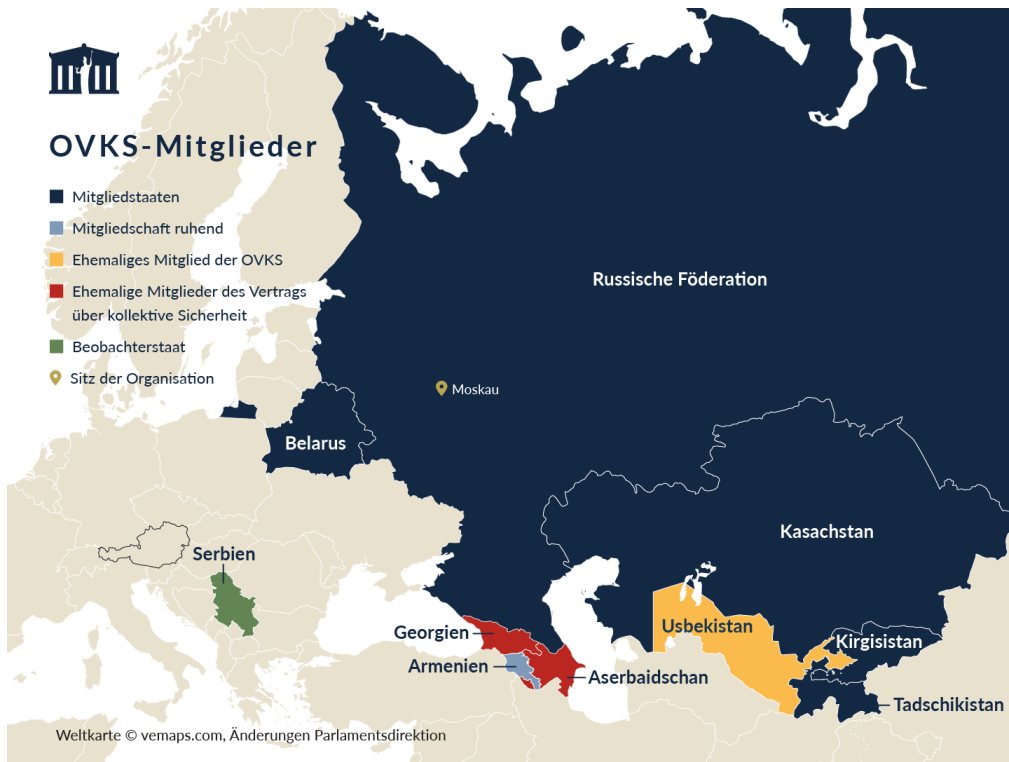 OVKS-Mitglieder
Mitgliedstaaten
Mitgliedschaft ruhend
Ehemaliges Mitglied der OVKS
Ehemalige Mitglieder des Vertrags
über kollektive Sicherheit
Beobachterstaat
Sitz der Organisation
Russische Föderation
Moskau
Belarus
Kasachstan
Serbien
Usbekistan
Georgien
Kirgisistan
Armenien
Aserbaidschan
Tadschikistan
Weltkarte © vemaps.com, Änderungen Parlamentsdirektion